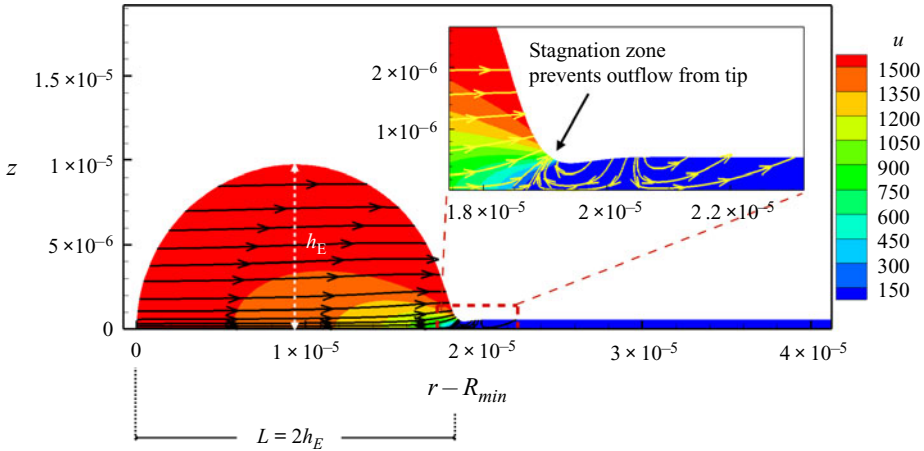 Stagnation zone
prevents outflow from tip
2 × 10⁻⁶
1 × 10⁻⁶
1.8 × 10⁻⁵
2 × 10⁻⁵
2.2 × 10⁻⁵
u
1500
1350
1200
1050
900
750
600
450
300
150
z
1.5 × 10⁻⁵
1 × 10⁻⁵
5 × 10⁻⁶
0
h_E
0
1 × 10⁻⁵
2 × 10⁻⁵
3 × 10⁻⁵
4 × 10⁻⁵
r − R_min
L = 2h_E